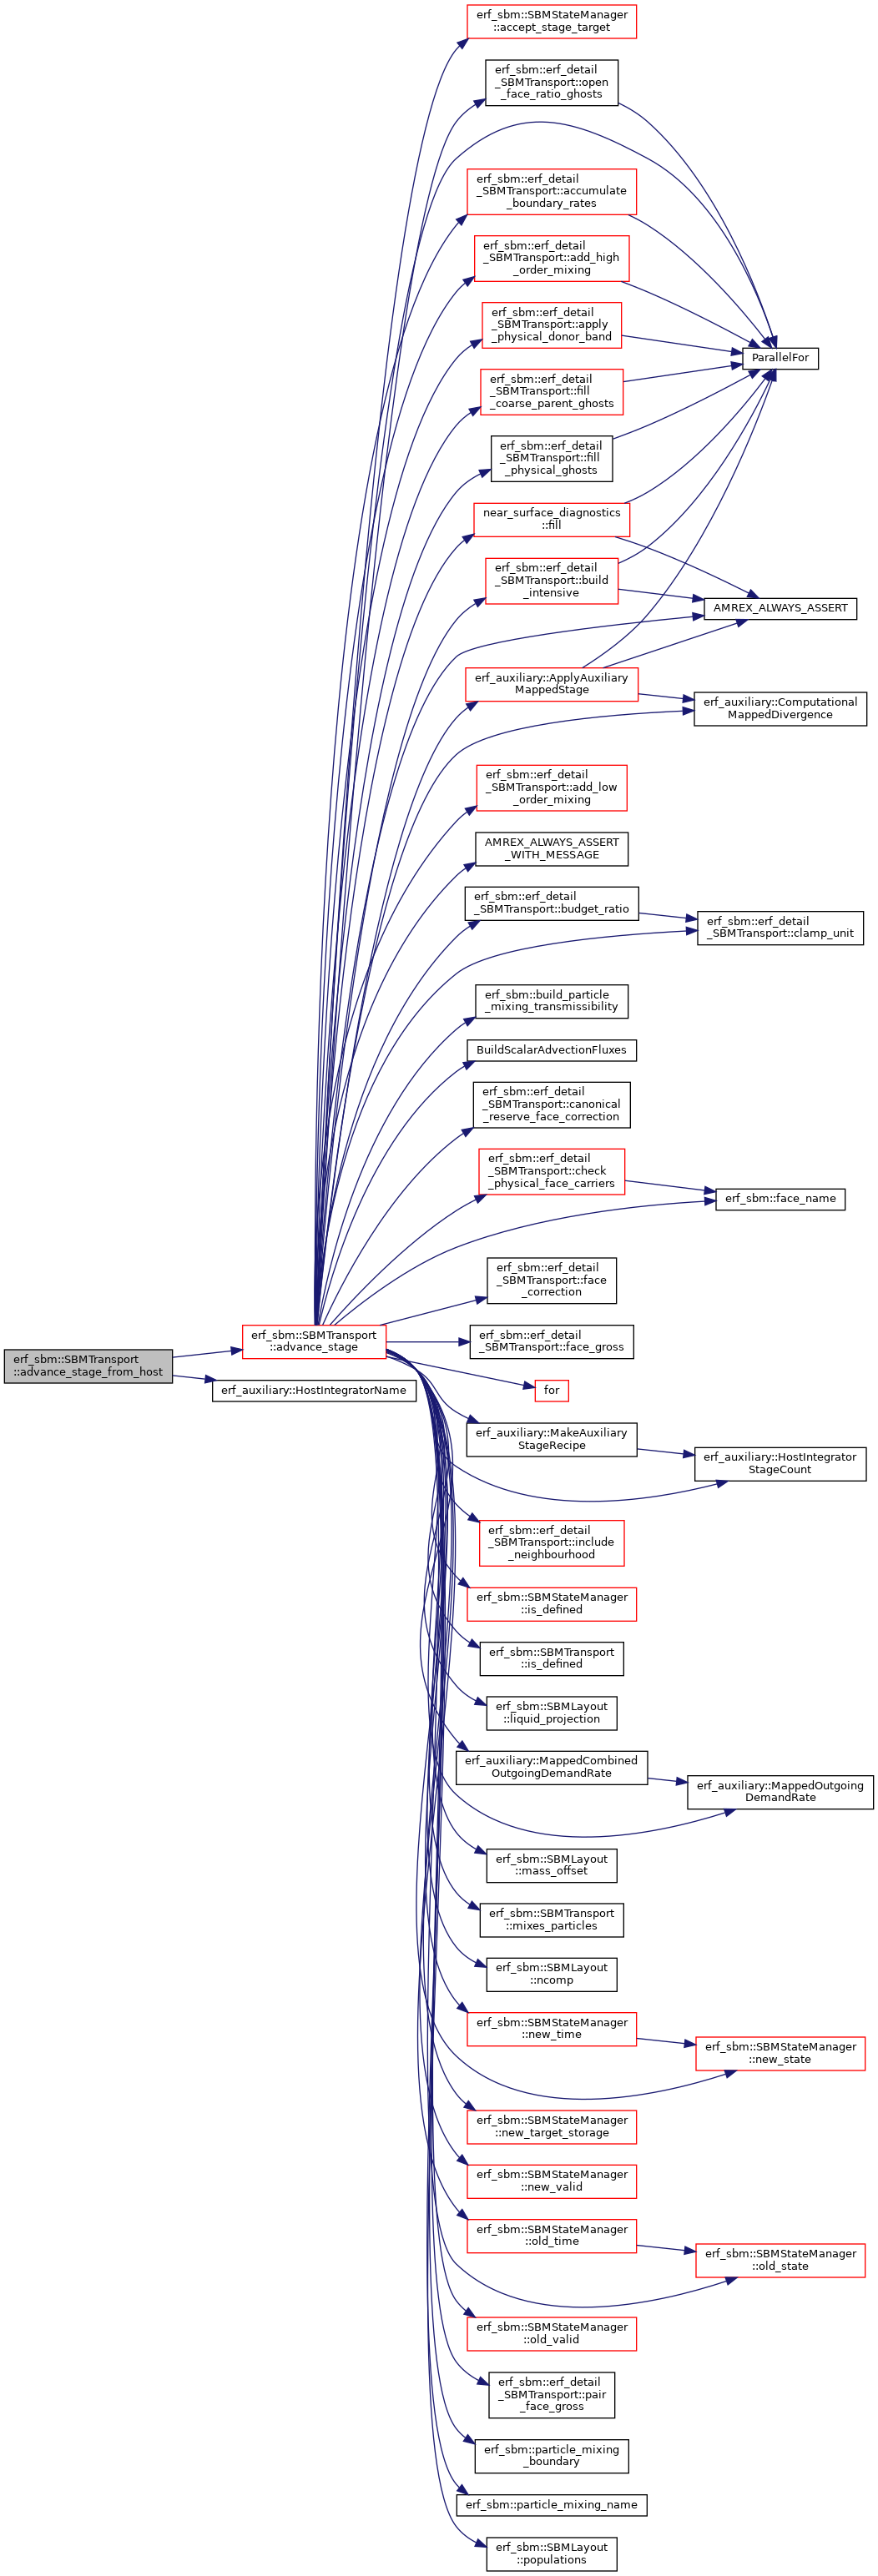 erf_sbm::SBMStateManager
::accept_stage_target
erf_sbm::erf_detail
_SBMTransport::open
_face_ratio_ghosts
erf_sbm::erf_detail
_SBMTransport::accumulate
_boundary_rates
erf_sbm::erf_detail
_SBMTransport::add_high
_order_mixing
erf_sbm::erf_detail
_SBMTransport::apply
_physical_donor_band
ParallelFor
erf_sbm::erf_detail
_SBMTransport::fill
_coarse_parent_ghosts
erf_sbm::erf_detail
_SBMTransport::fill
_physical_ghosts
near_surface_diagnostics
::fill
erf_sbm::erf_detail
_SBMTransport::build
_intensive
AMREX_ALWAYS_ASSERT
erf_auxiliary::ApplyAuxiliary
MappedStage
erf_auxiliary::Computational
MappedDivergence
erf_sbm::erf_detail
_SBMTransport::add_low
_order_mixing
AMREX_ALWAYS_ASSERT
_WITH_MESSAGE
erf_sbm::erf_detail
_SBMTransport::budget_ratio
erf_sbm::erf_detail
_SBMTransport::clamp_unit
erf_sbm::build_particle
_mixing_transmissibility
BuildScalarAdvectionFluxes
erf_sbm::erf_detail
_SBMTransport::canonical
_reserve_face_correction
erf_sbm::erf_detail
_SBMTransport::check
_physical_face_carriers
erf_sbm::face_name
erf_sbm::erf_detail
_SBMTransport::face
_correction
erf_sbm::SBMTransport
::advance_stage_from_host
erf_sbm::SBMTransport
::advance_stage
erf_sbm::erf_detail
_SBMTransport::face_gross
erf_auxiliary::HostIntegratorName
for
erf_auxiliary::MakeAuxiliary
StageRecipe
erf_auxiliary::HostIntegrator
StageCount
erf_sbm::erf_detail
_SBMTransport::include
_neighbourhood
erf_sbm::SBMStateManager
::is_defined
erf_sbm::SBMTransport
::is_defined
erf_sbm::SBMLayout
::liquid_projection
erf_auxiliary::MappedCombined
OutgoingDemandRate
erf_auxiliary::MappedOutgoing
DemandRate
erf_sbm::SBMLayout
::mass_offset
erf_sbm::SBMTransport
::mixes_particles
erf_sbm::SBMLayout
::ncomp
erf_sbm::SBMStateManager
::new_time
erf_sbm::SBMStateManager
::new_state
erf_sbm::SBMStateManager
::new_target_storage
erf_sbm::SBMStateManager
::new_valid
erf_sbm::SBMStateManager
::old_time
erf_sbm::SBMStateManager
::old_state
erf_sbm::SBMStateManager
::old_valid
erf_sbm::erf_detail
_SBMTransport::pair
_face_gross
erf_sbm::particle_mixing
_boundary
erf_sbm::particle_mixing_name
erf_sbm::SBMLayout
::populations